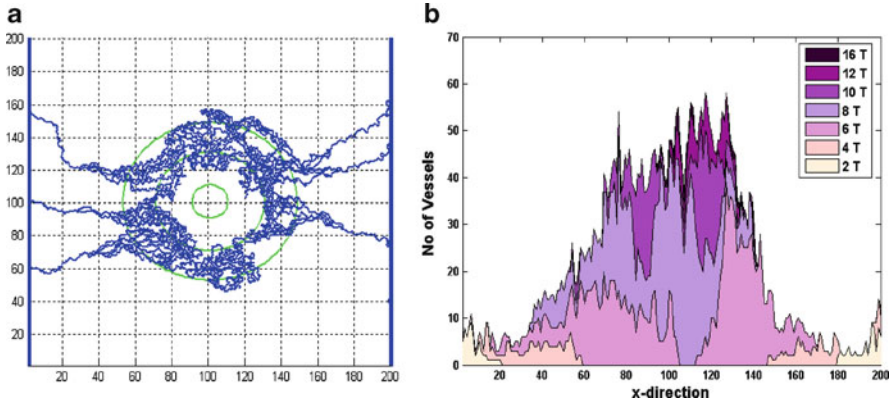 a
200
180
160
140
120
100
80
60
40
20
20 40 60 80 100 120 140 160 180 200
b
70
60
50
40
30
20
10
0
No of Vessels
16 T
12 T
10 T
8 T
6 T
4 T
2 T
0 20 40 60 80 100 120 140 160 180 200
x-direction